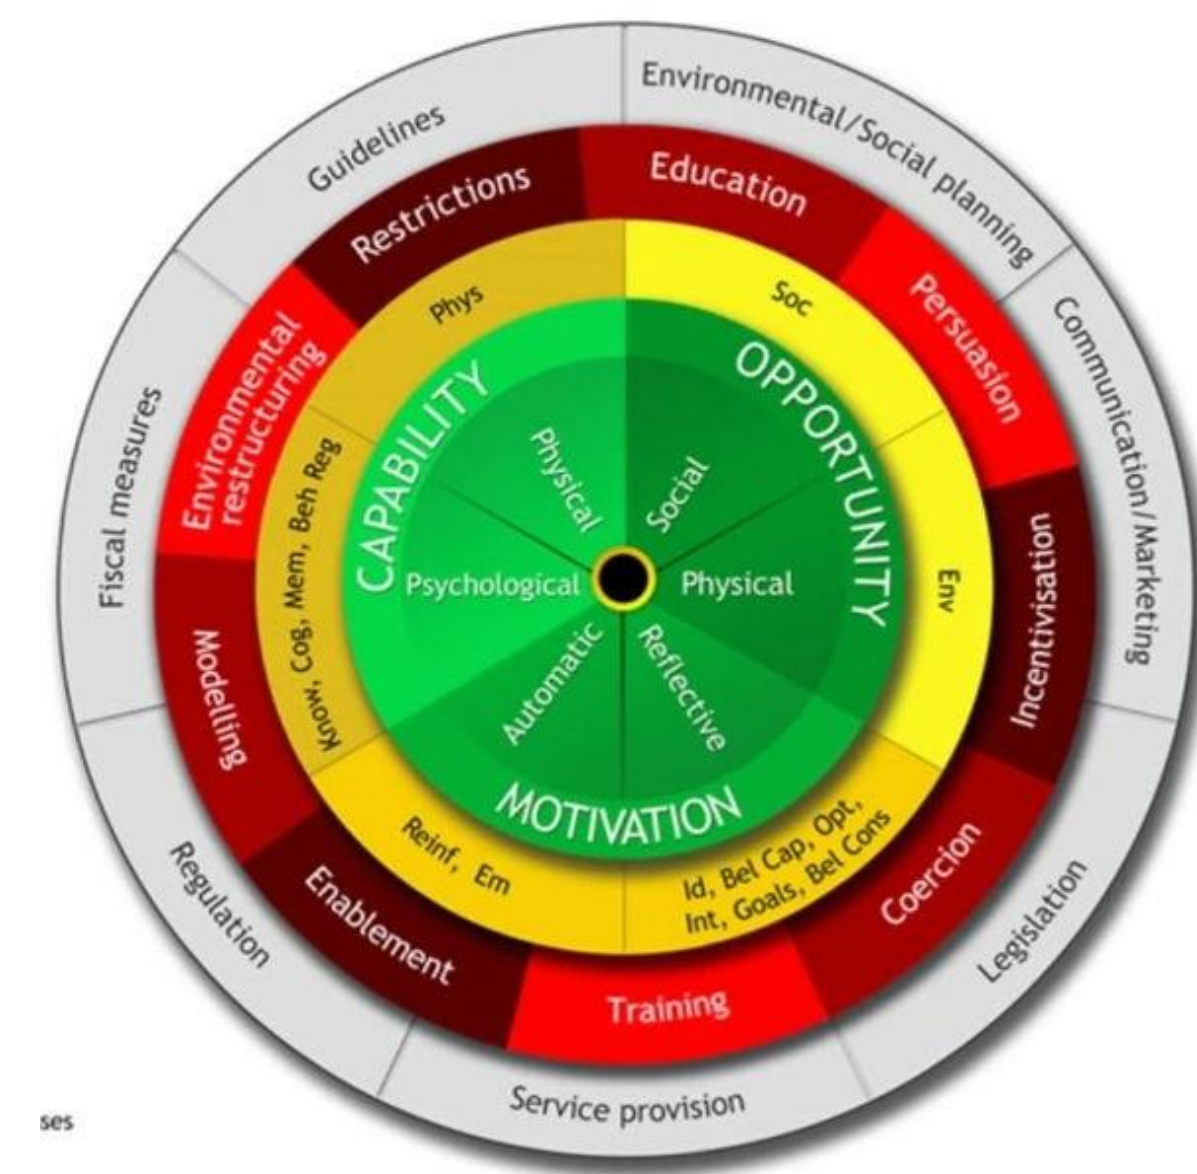 Environmental/Social planning
Communication/Marketing
Legislation
Service provision
Regulation
Fiscal measures
Guidelines
Education
Persuasion
Incentivisation
Coercion
Training
Enablement
Modelling
Environmental
restructuring
Restrictions
Soc
Env
Id, Bel Cap, Opt,
Int, Goals, Bel Cons
Reinf, Em
Know, Cog, Mem, Beh Reg
Phys
OPPORTUNITY
MOTIVATION
CAPABILITY
Social
Physical
Reflective
Automatic
Psychological
Physical
ses